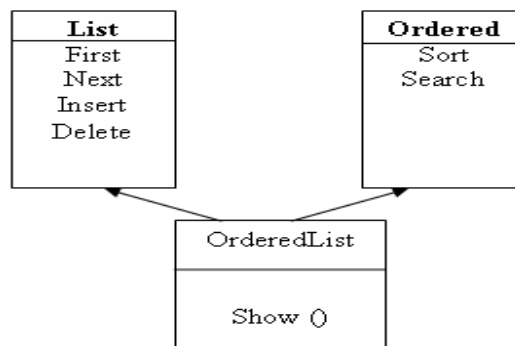 List
First
Next
Insert
Delete
Ordered
Sort
Search
OrderedList
Show ()